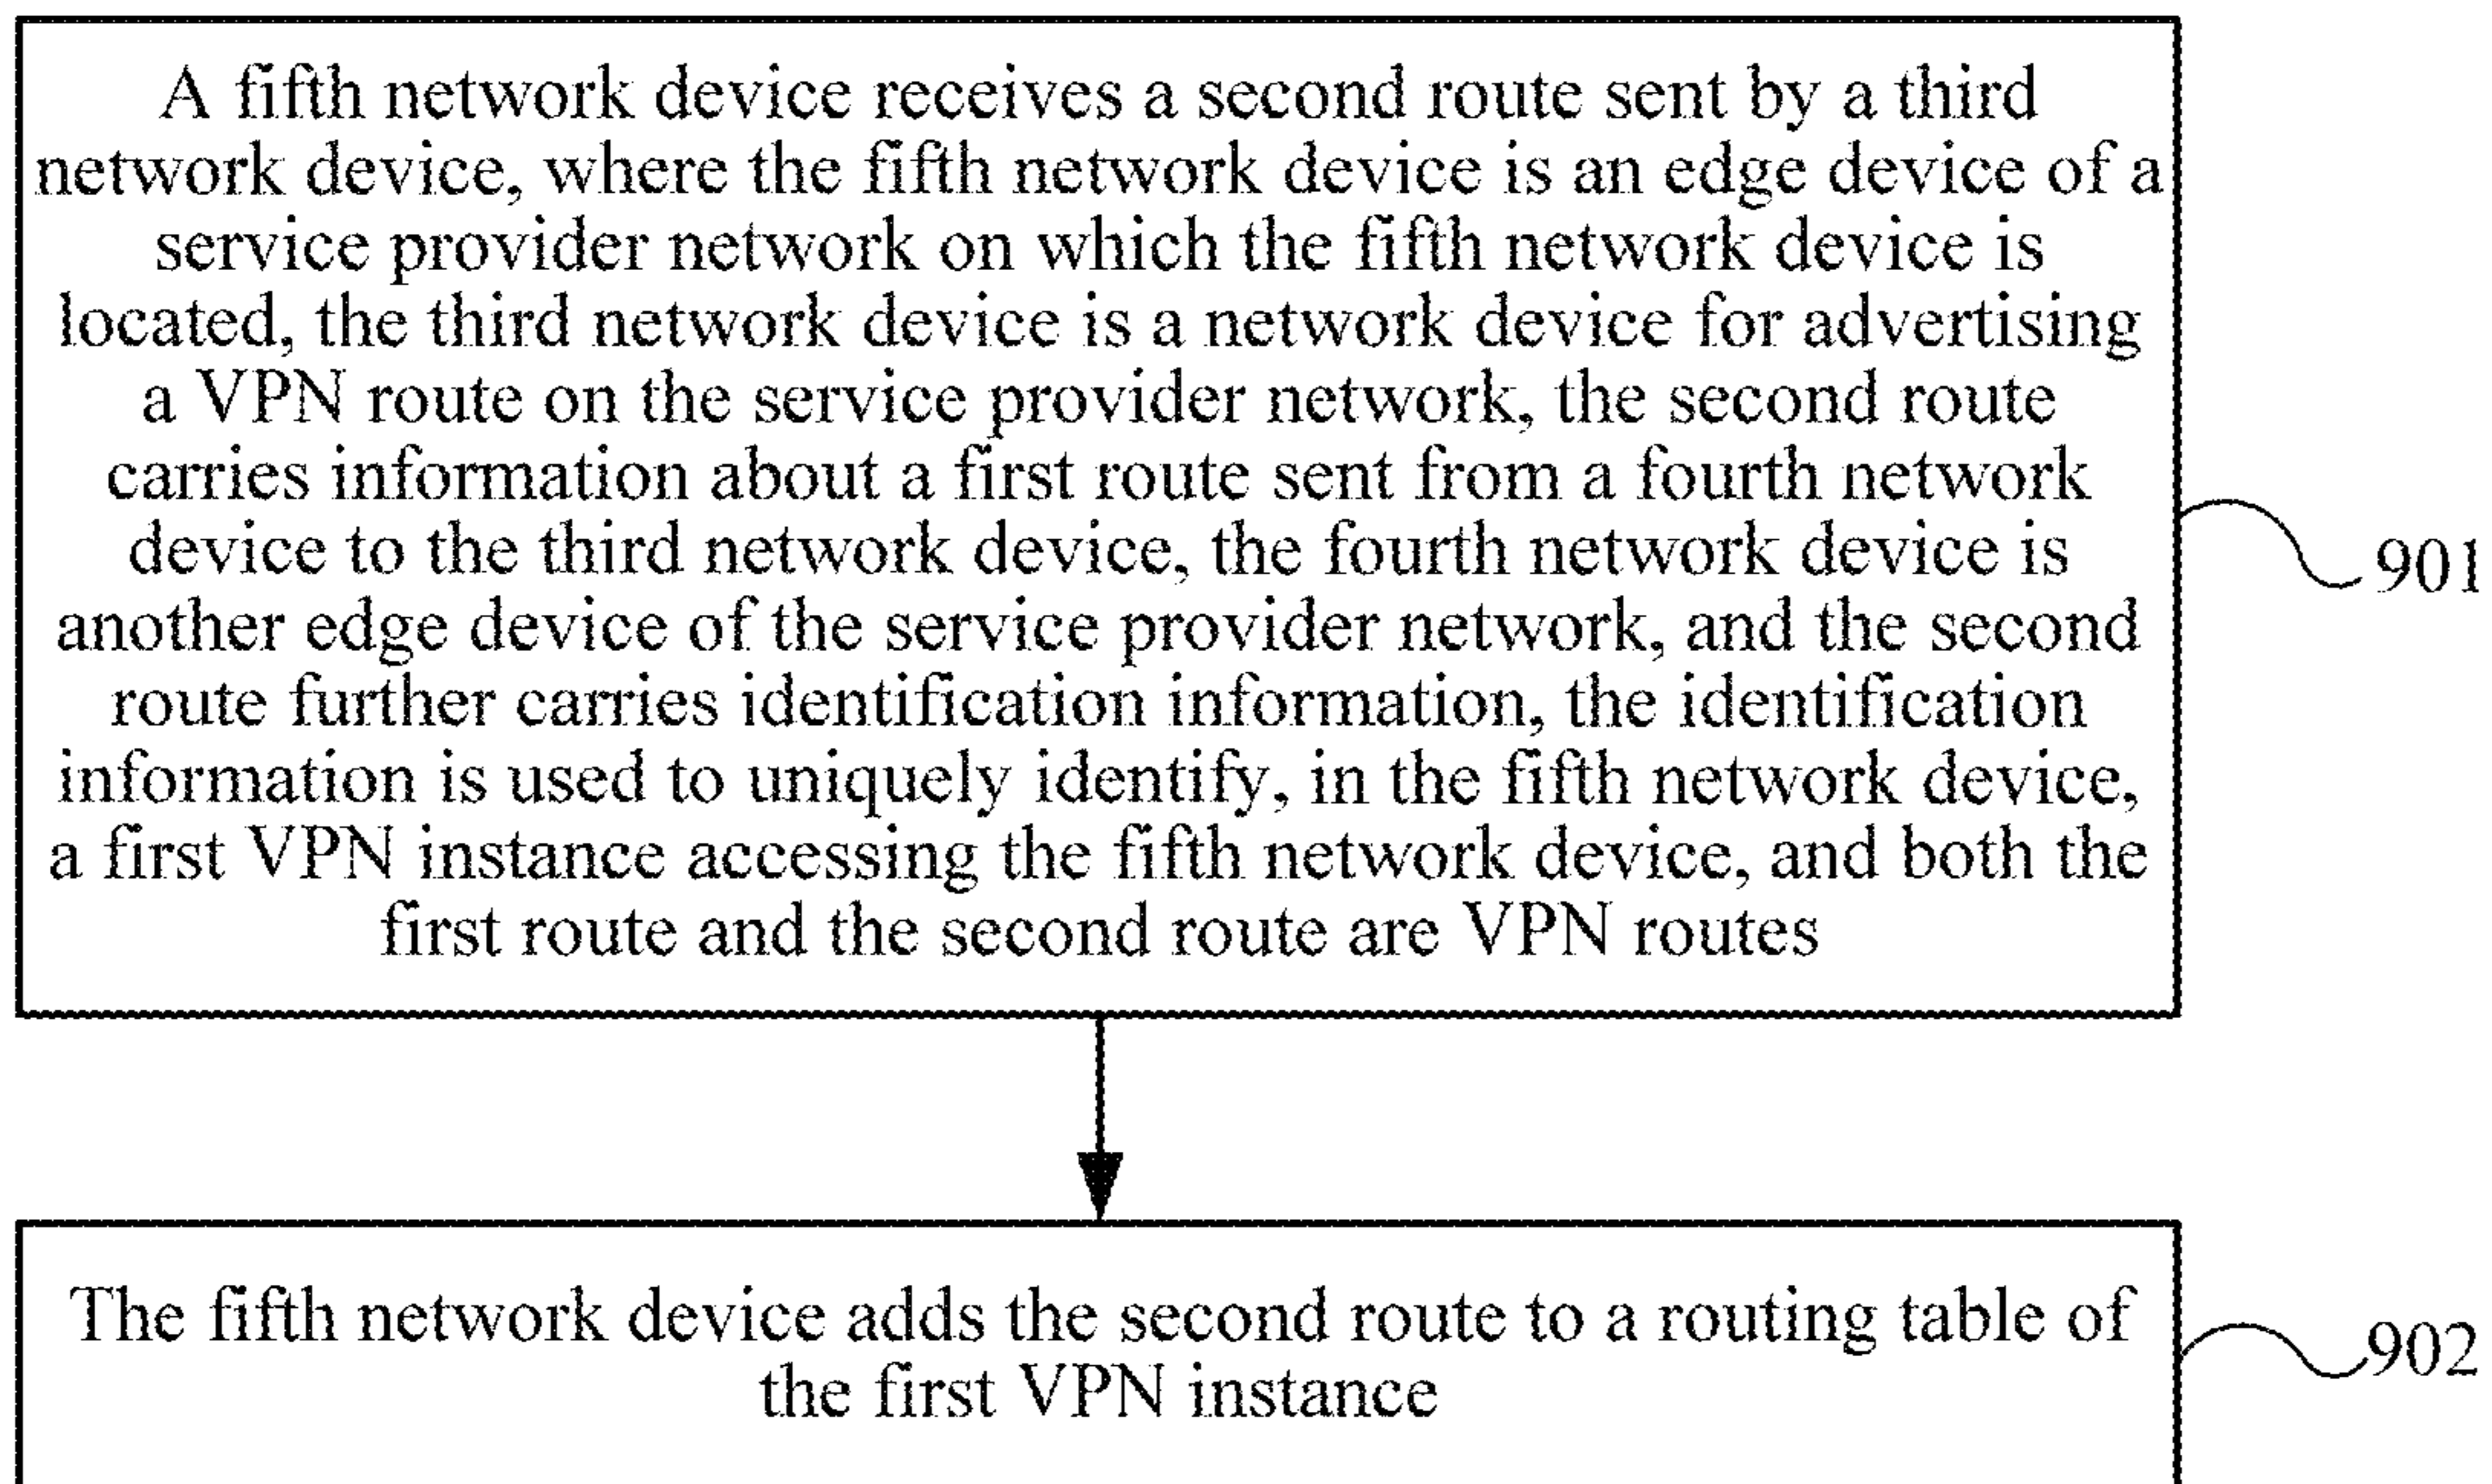 A fifth network device receives a second route sent by a third
network device, where the fifth network device is an edge device of a
service provider network on which the fifth network device is
located, the third network device is a network device for advertising
a VPN route on the service provider network, the second route
carries information about a first route sent from a fourth network
device to the third network device, the fourth network device is
another edge device of the service provider network, and the second
route further carries identification information, the identification
information is used to uniquely identify, in the fifth network device,
a first VPN instance accessing the fifth network device, and both the
first route and the second route are VPN routes
901
The fifth network device adds the second route to a routing table of
the first VPN instance
902